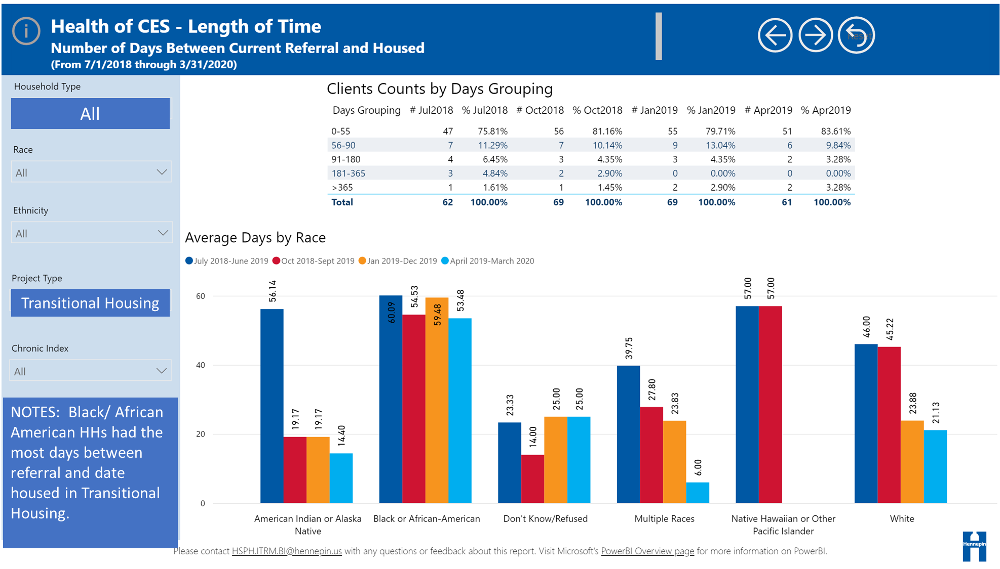 Health of CES - Length of Time
Number of Days Between Current Referral and Housed
(From 7/1/2018 through 3/31/2020)
Reset
Household Type
All
Race
All
Ethnicity
All
Project Type
Transitional Housing
Chronic Index
All
NOTES: Black/ African
American HHs had the
most days between
referral and date
housed in Transitional
Housing.
Clients Counts by Days Grouping
Days Grouping # Jul2018 % Jul2018 # Oct2018 % Oct2018 # Jan2019 % Jan2019 # Apr2019 % Apr2019
0-55 47 75.81% 56 81.16% 55 79.71% 51 83.61%
56-90 7 11.29% 7 10.14% 9 13.04% 6 9.84%
91-180 4 6.45% 3 4.35% 3 4.35% 2 3.28%
181-365 3 4.84% 2 2.90% 0 0.00% 0 0.00%
>365 1 1.61% 1 1.45% 2 2.90% 2 3.28%
Total 62 100.00% 69 100.00% 69 100.00% 61 100.00%
Average Days by Race
July 2018-June 2019 Oct 2018-Sept 2019 Jan 2019-Dec 2019 April 2019-March 2020
60
40
20
0
56.14 19.17 19.17 14.40
60.09 54.53 59.48 53.48
23.33 14.00 25.00 25.00
39.75 27.80 23.83 6.00
57.00 57.00
46.00 45.22 23.88 21.13
American Indian or Alaska
Native
Black or African-American
Don't Know/Refused
Multiple Races
Native Hawaiian or Other
Pacific Islander
White
Please contact HSPH.ITRM.BI@hennepin.us with any questions or feedback about this report. Visit Microsoft's PowerBI Overview page for more information on PowerBI.
Hennepin